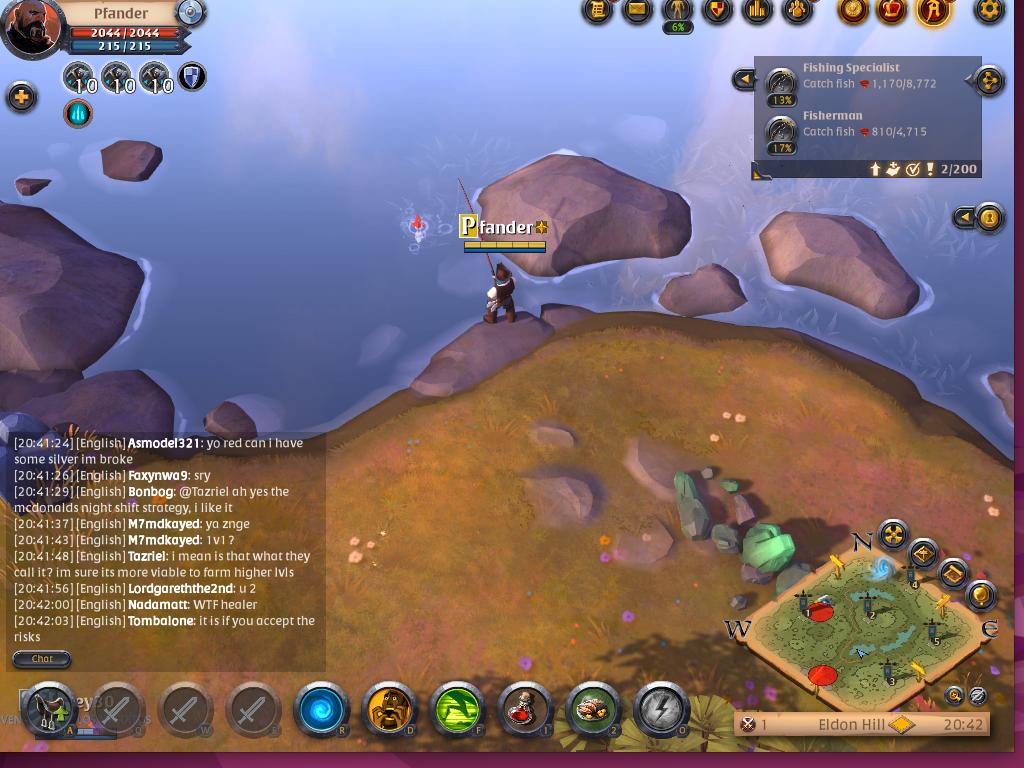 Pfander
2044/2044
215/215
10 10 10
6%
Fishing Specialist
Catch fish 1,170/8,772
13%
Fisherman
Catch fish 810/4,715
17%
2/200
Pfander
[20:41:24] [English] Asmodel321: yo red can i have
some silver im broke
[20:41:26] [English] Faxynwa9: sry
[20:41:29] [English] Bonbog: @Tazriel ah yes the
mcdonalds night shift strategy, i like it
[20:41:37] [English] M7mdkayed: ya znge
[20:41:43] [English] M7mdkayed: 1v1 ?
[20:41:48] [English] Tazriel: i mean is that what they
call it? im sure its more viable to farm higher lvls
[20:41:56] [English] Lordgareththe2nd: u 2
[20:42:00] [English] Nadamatt: WTF healer
[20:42:03] [English] Tombalone: it is if you accept the
risks
Chat
N
W
E
1
2
3
4
5
A Q W E R D F 1 2 O
1 Eldon Hill 20:42